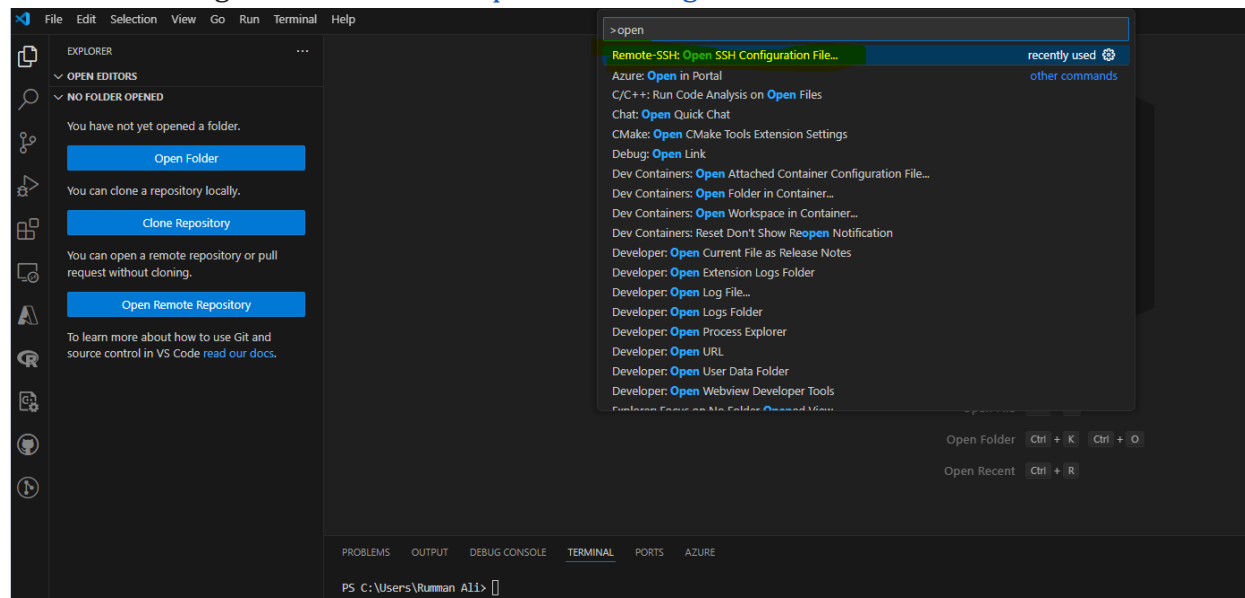 File Edit Selection View Go Run Terminal Help
>open
EXPLORER
OPEN EDITORS
NO FOLDER OPENED
You have not yet opened a folder.
Open Folder
You can clone a repository locally.
Clone Repository
You can open a remote repository or pull
request without cloning.
Open Remote Repository
To learn more about how to use Git and
source control in VS Code read our docs.
Remote-SSH: Open SSH Configuration File... recently used
Azure: Open in Portal other commands
C/C++: Run Code Analysis on Open Files
Chat: Open Quick Chat
CMake: Open CMake Tools Extension Settings
Debug: Open Link
Dev Containers: Open Attached Container Configuration File...
Dev Containers: Open Folder in Container...
Dev Containers: Open Workspace in Container...
Dev Containers: Reset Don't Show Reopen Notification
Developer: Open Current File as Release Notes
Developer: Open Extension Logs Folder
Developer: Open Log File...
Developer: Open Logs Folder
Developer: Open Process Explorer
Developer: Open URL
Developer: Open User Data Folder
Developer: Open Webview Developer Tools
Explorer: Focus on No Folder Opened View
Open Folder Ctrl + K Ctrl + O
Open Recent Ctrl + R
PROBLEMS OUTPUT DEBUG CONSOLE TERMINAL PORTS AZURE
PS C:\Users\Rumman Ali>